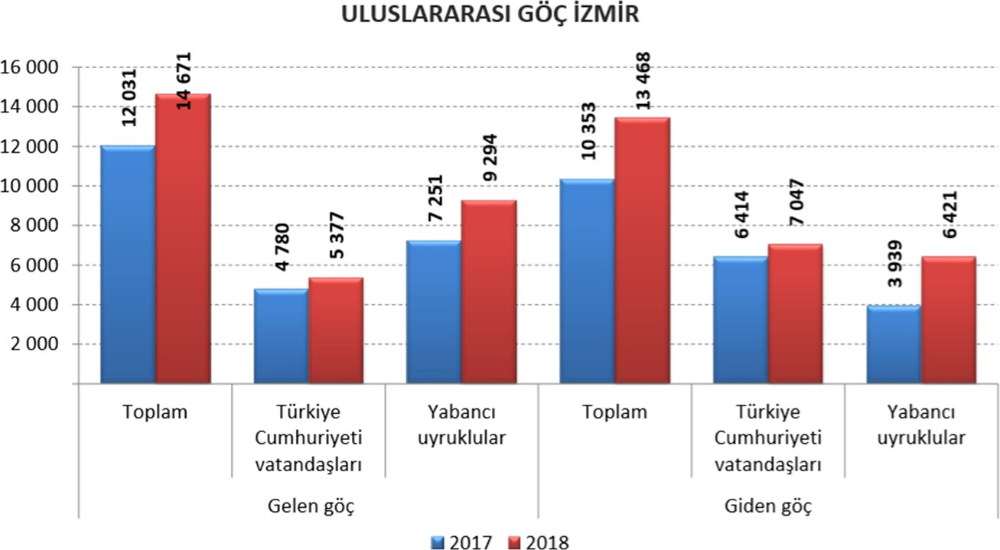 ULUSLARARASI GÖÇ İZMİR
16 000
14 000
12 000
10 000
8 000
6 000
4 000
2 000
12 031
14 671
4 780
5 377
7 251
9 294
10 353
13 468
6 414
7 047
3 939
6 421
Toplam
Türkiye
Cumhuriyeti
vatandaşları
Yabancı
uyruklular
Toplam
Türkiye
Cumhuriyeti
vatandaşları
Yabancı
uyruklular
Gelen göç
Giden göç
2017
2018